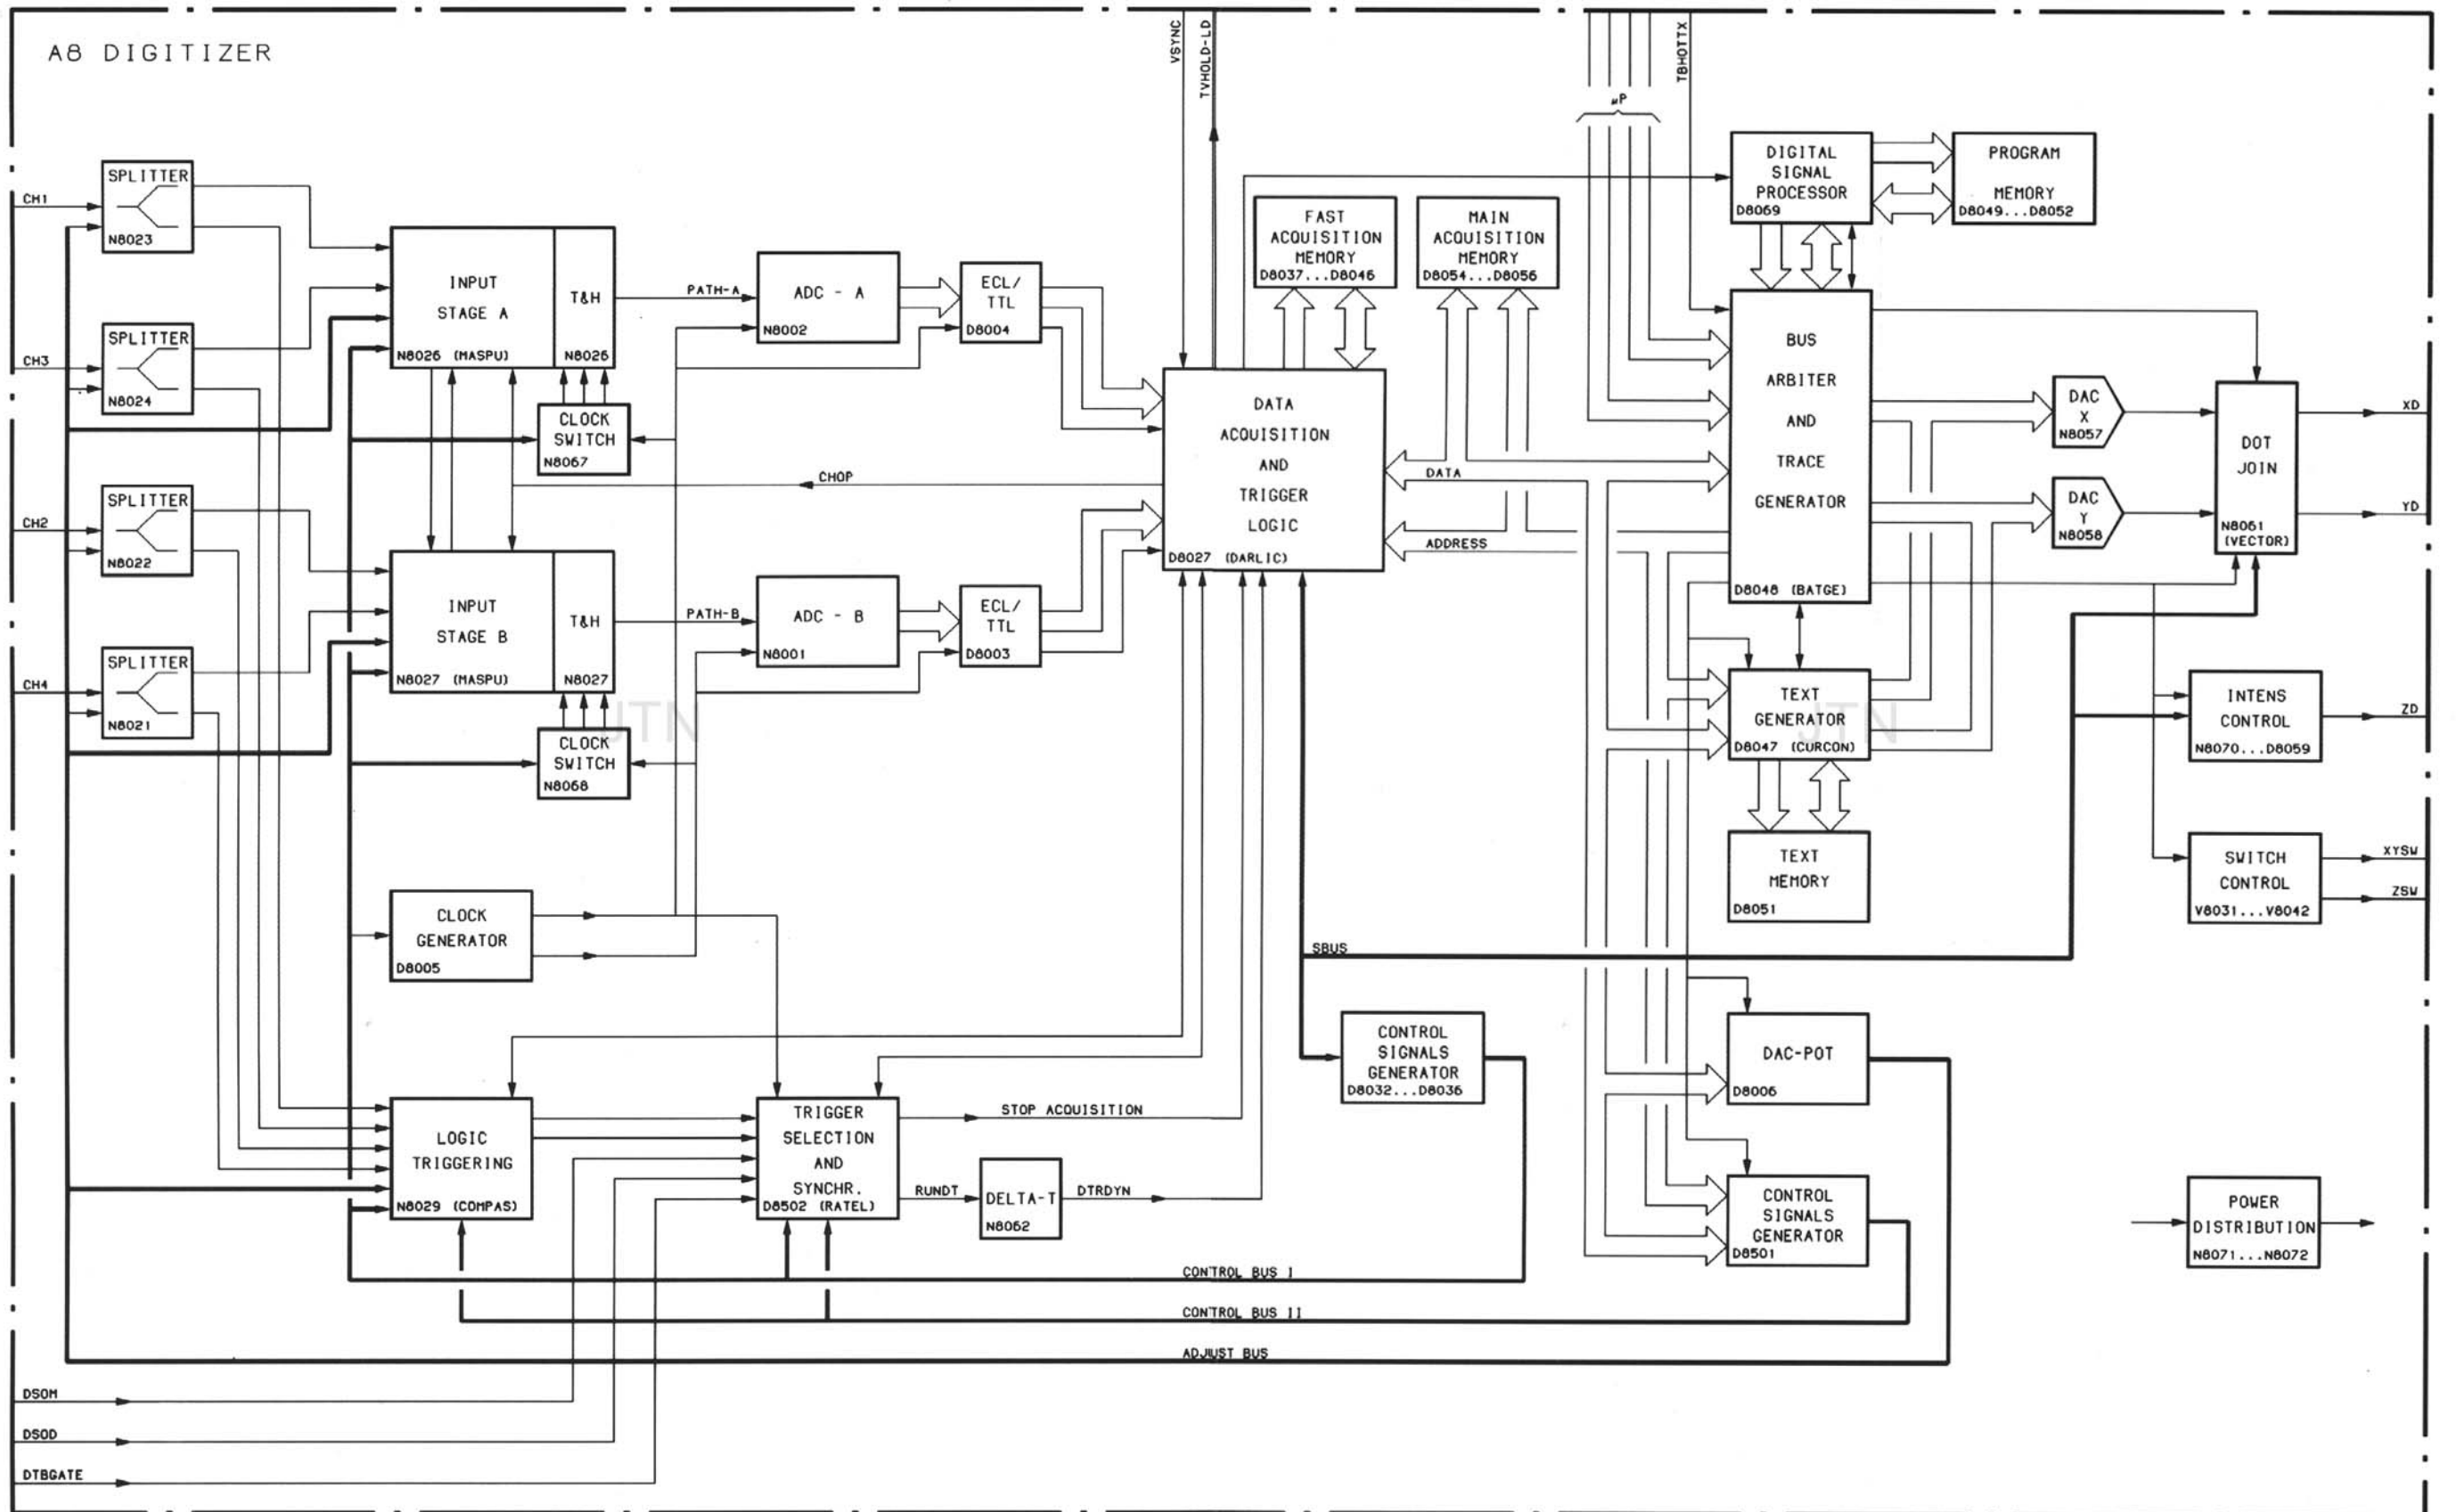 A8 DIGITIZER
VSYNC
TVHOLD-LD
µP
TBHOTTX
CH1
SPLITTER
N8023
CH3
SPLITTER
N8024
CH2
SPLITTER
N8022
CH4
SPLITTER
N8021
INPUT
STAGE A
N8026 (MASPU)
T&H
N8026
CLOCK
SWITCH
N8067
INPUT
STAGE B
N8027 (MASPU)
T&H
N8027
CLOCK
SWITCH
N8068
JTN
PATH-A
ADC - A
N8002
ECL/
TTL
D8004
CHOP
PATH-B
ADC - B
N8001
ECL/
TTL
D8003
CLOCK
GENERATOR
D8005
LOGIC
TRIGGERING
N8029 (COMPAS)
TRIGGER
SELECTION
AND
SYNCHR.
D8502 (RATEL)
STOP ACQUISITION
RUNDT
DELTA-T
N8062
DTRDYN
FAST
ACQUISITION
MEMORY
D8037...D8046
MAIN
ACQUISITION
MEMORY
D8054...D8056
DATA
ACQUISITION
AND
TRIGGER
LOGIC
D8027 (DARLIC)
DATA
ADDRESS
SBUS
CONTROL
SIGNALS
GENERATOR
D8032...D8036
DIGITAL
SIGNAL
PROCESSOR
D8069
PROGRAM
MEMORY
D8049...D8052
BUS
ARBITER
AND
TRACE
GENERATOR
D8048 (BATGE)
TEXT
GENERATOR
D8047 (CURCON)
JTN
TEXT
MEMORY
D8051
DAC-POT
D8006
CONTROL
SIGNALS
GENERATOR
D8501
DAC
X
N8057
DAC
Y
N8058
DOT
JOIN
N8061
(VECTOR)
XD
YD
INTENS
CONTROL
N8070...D8059
ZD
SWITCH
CONTROL
V8031...V8042
XYSW
ZSW
POWER
DISTRIBUTION
N8071...N8072
CONTROL BUS I
CONTROL BUS II
ADJUST BUS
DSOM
DSOD
DTBGATE